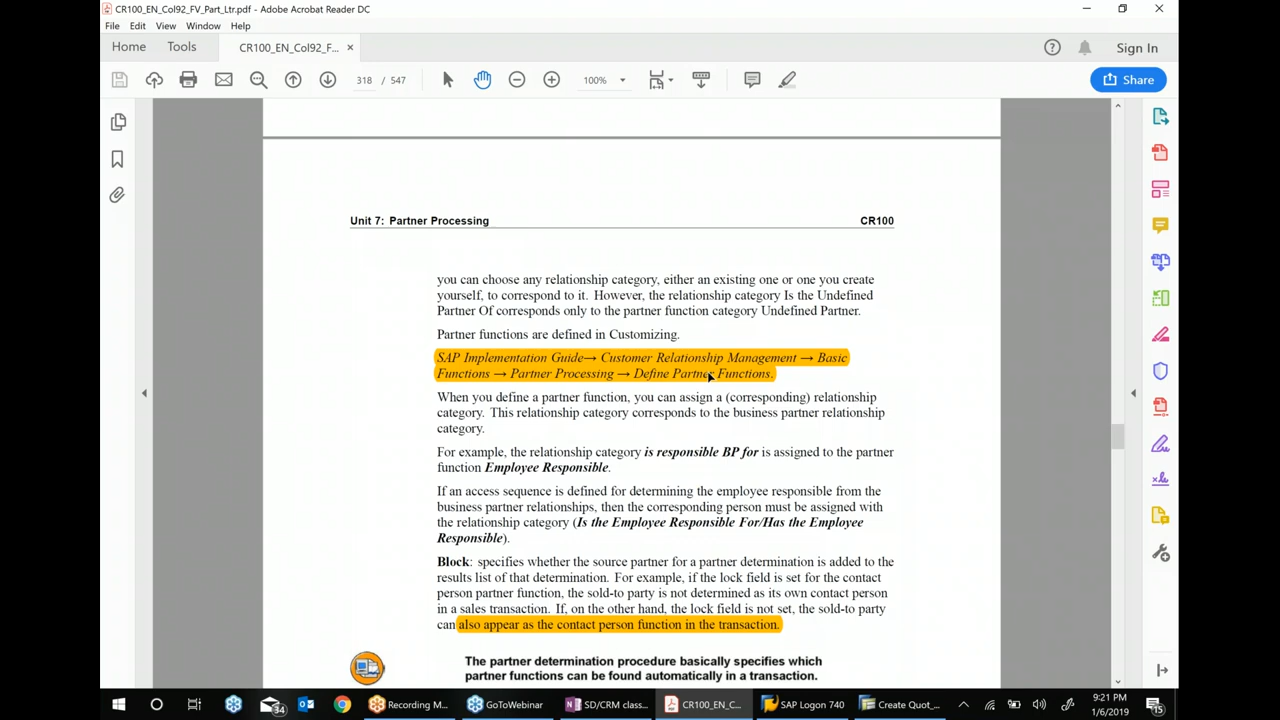 CR100_EN_Col92_FV_Part_Ltr.pdf - Adobe Acrobat Reader DC
File Edit View Window Help
Home Tools CR100_EN_Col92_F... × Sign In
318 / 547 100% Share
Unit 7: Partner Processing CR100
you can choose any relationship category, either an existing one or one you create
yourself, to correspond to it. However, the relationship category Is the Undefined
Partner Of corresponds only to the partner function category Undefined Partner.
Partner functions are defined in Customizing.
SAP Implementation Guide→ Customer Relationship Management → Basic
Functions → Partner Processing → Define Partner Functions.
When you define a partner function, you can assign a (corresponding) relationship
category. This relationship category corresponds to the business partner relationship
category.
For example, the relationship category is responsible BP for is assigned to the partner
function Employee Responsible.
If an access sequence is defined for determining the employee responsible from the
business partner relationships, then the corresponding person must be assigned with
the relationship category (Is the Employee Responsible For/Has the Employee
Responsible).
Block: specifies whether the source partner for a partner determination is added to the
results list of that determination. For example, if the lock field is set for the contact
person partner function, the sold-to party is not determined as its own contact person
in a sales transaction. If, on the other hand, the lock field is not set, the sold-to party
can also appear as the contact person function in the transaction.
The partner determination procedure basically specifies which
partner functions can be found automatically in a transaction.
34 Recording M... GoToWebinar SD/CRM class... CR100_EN_C... SAP Logon 740 Create Quot_... 9:21 PM
1/6/2019 15